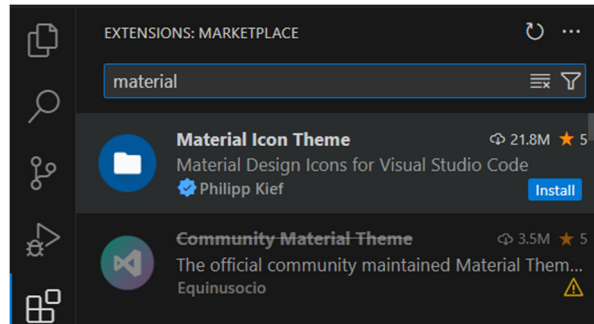 EXTENSIONS: MARKETPLACE
material
Material Icon Theme 21.8M ★ 5
Material Design Icons for Visual Studio Code
Philipp Kief Install
Community Material Theme 3.5M ★ 5
The official community maintained Material Them...
Equinusocio